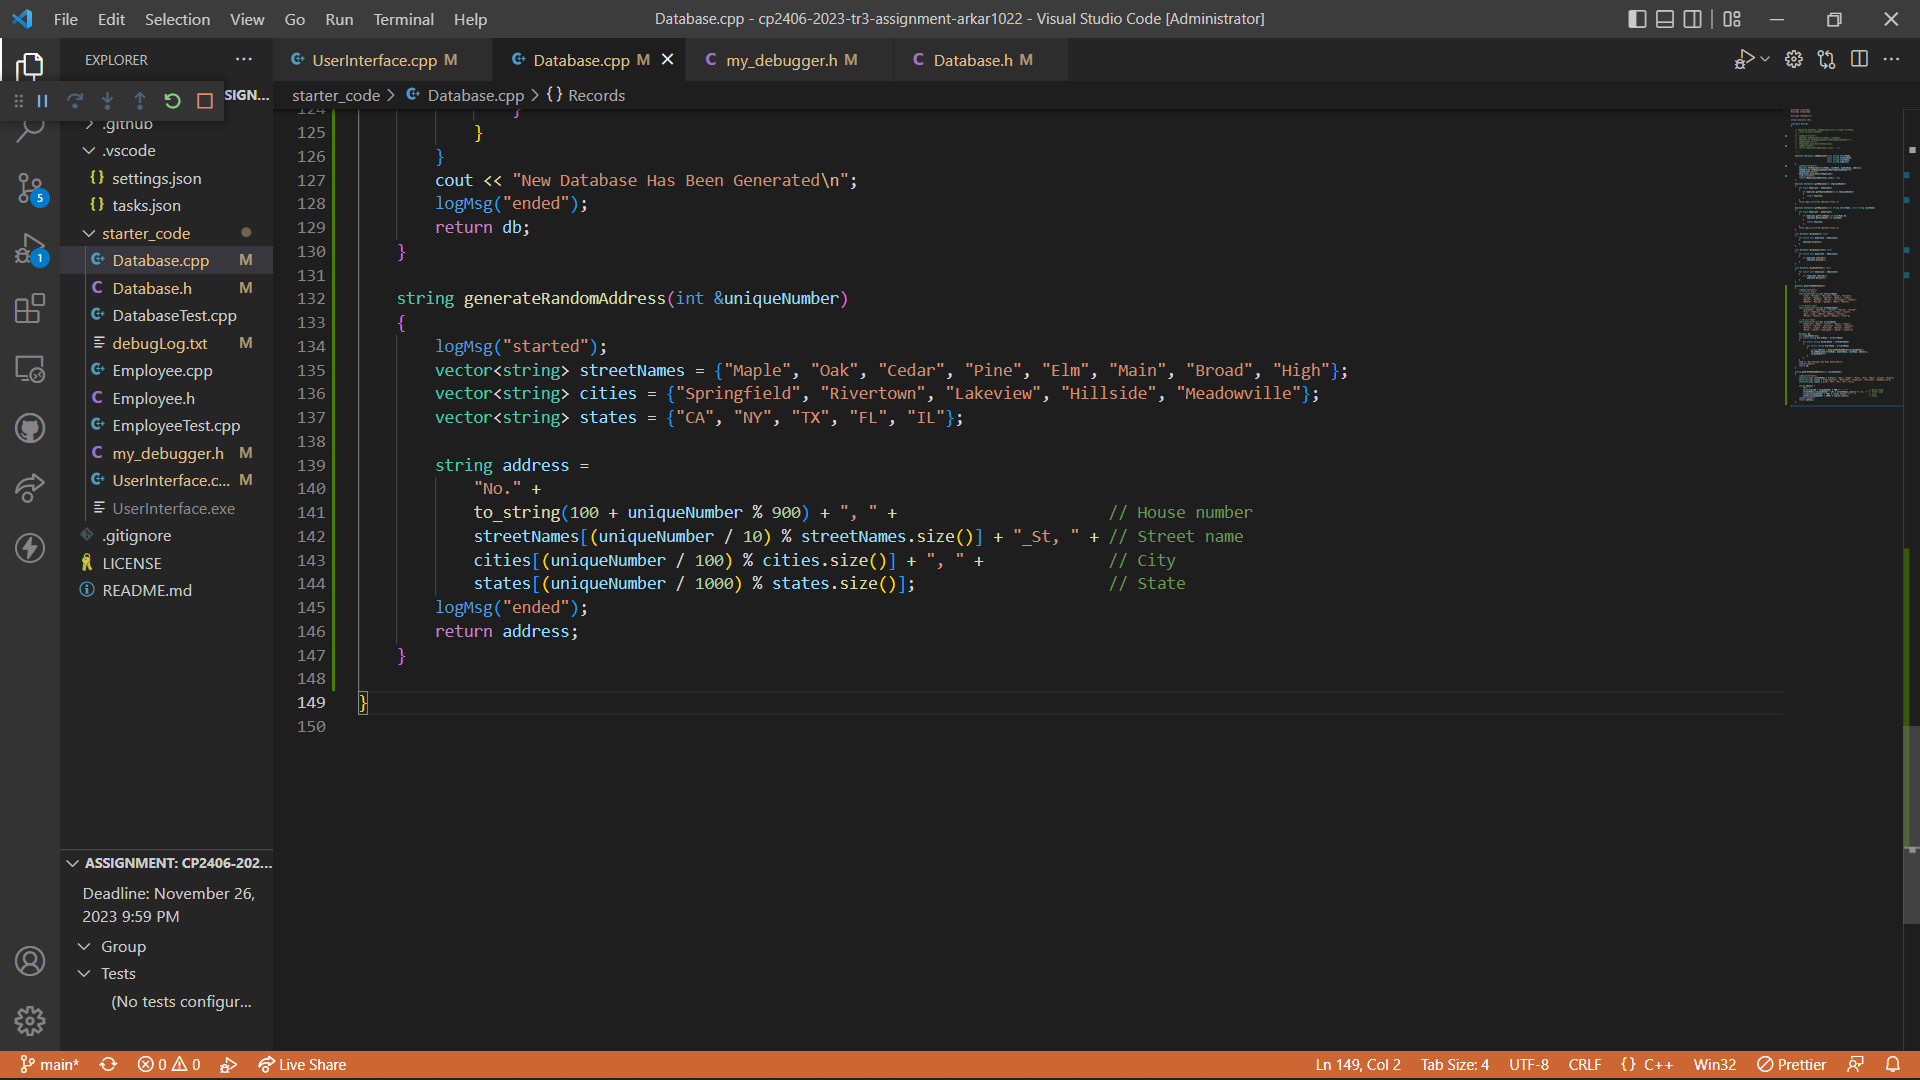 File Edit Selection View Go Run Terminal Help
Database.cpp - cp2406-2023-tr3-assignment-arkar1022 - Visual Studio Code [Administrator]
EXPLORER
UserInterface.cpp M
Database.cpp M
my_debugger.h M
Database.h M
SIGN...
starter_code > Database.cpp > {} Records
.github
.vscode
settings.json
tasks.json
starter_code
Database.cpp M
Database.h M
DatabaseTest.cpp
debugLog.txt M
Employee.cpp
Employee.h
EmployeeTest.cpp
my_debugger.h M
UserInterface.c... M
UserInterface.exe
.gitignore
LICENSE
README.md
5
1
124 }
125 }
126 }
127 cout << "New Database Has Been Generated\n";
128 logMsg("ended");
129 return db;
130 }
131
132 string generateRandomAddress(int &uniqueNumber)
133 {
134 logMsg("started");
135 vector<string> streetNames = {"Maple", "Oak", "Cedar", "Pine", "Elm", "Main", "Broad", "High"};
136 vector<string> cities = {"Springfield", "Rivertown", "Lakeview", "Hillside", "Meadowville"};
137 vector<string> states = {"CA", "NY", "TX", "FL", "IL"};
138
139 string address =
140 "No." +
141 to_string(100 + uniqueNumber % 900) + ", " + // House number
142 streetNames[(uniqueNumber / 10) % streetNames.size()] + "_St, " + // Street name
143 cities[(uniqueNumber / 100) % cities.size()] + ", " + // City
144 states[(uniqueNumber / 1000) % states.size()]; // State
145 logMsg("ended");
146 return address;
147 }
148
149 }
150
ASSIGNMENT: CP2406-202...
Deadline: November 26,
2023 9:59 PM
Group
Tests
(No tests configur...
main* 0 0 Live Share
Ln 149, Col 2 Tab Size: 4 UTF-8 CRLF {} C++ Win32 Prettier